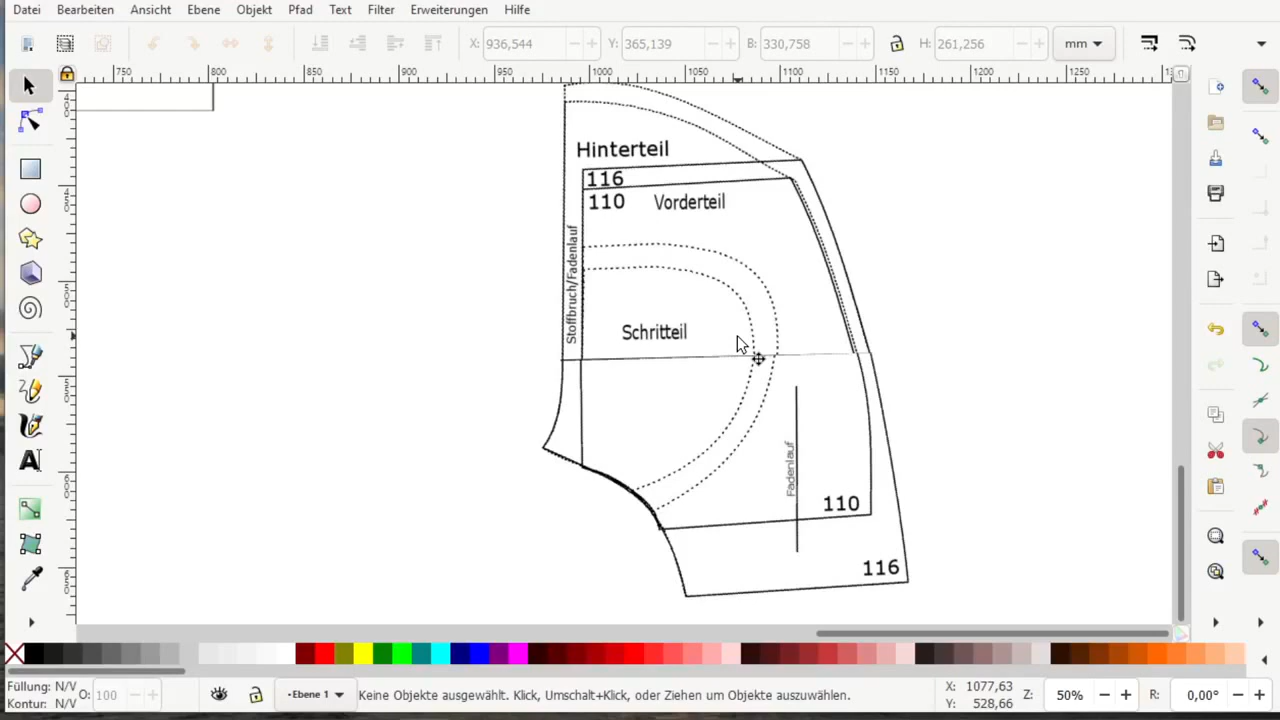 Datei Bearbeiten Ansicht Ebene Objekt Pfad Text Filter Erweiterungen Hilfe
X: 936,544 Y: 365,139 B: 330,758 H: 261,256 mm
750 800 850 900 950 1000 1050 1100 1150 1200 1250
Hinterteil
116
110 Vorderteil
Stoffbruch/Fadenlauf
Schritteil
Fadenlauf
110
116
Füllung: N/V O: 100 Ebene 1 Keine Objekte ausgewählt. Klick, Umschalt+Klick, oder Ziehen um Objekte auszuwählen. X: 1077,63 Z: 50% R: 0,00°
Kontur: N/V Y: 528,66